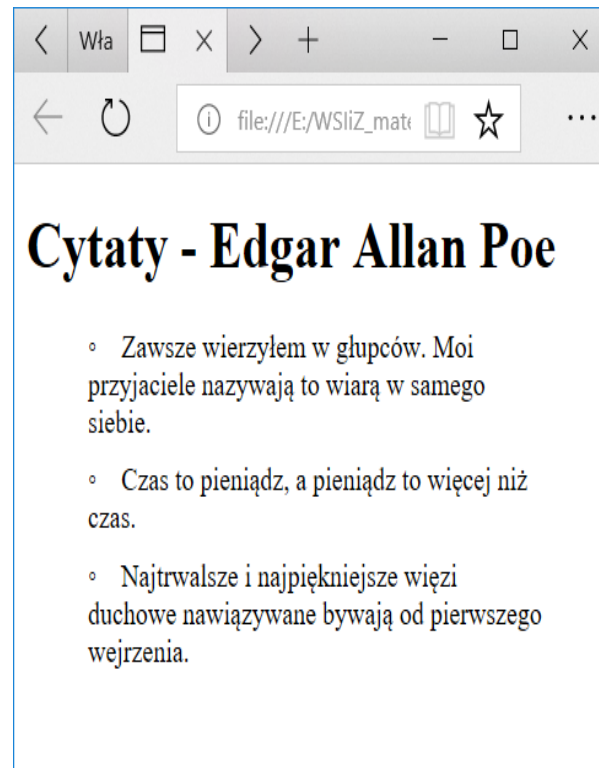 Wła
file:///E:/WSIiZ_mate
Cytaty - Edgar Allan Poe
◦ Zawsze wierzyłem w głupców. Moi
przyjaciele nazywają to wiarą w samego
siebie.
◦ Czas to pieniądz, a pieniądz to więcej niż
czas.
◦ Najtrwalsze i najpiękniejsze więzi
duchowe nawiązywane bywają od pierwszego
wejrzenia.